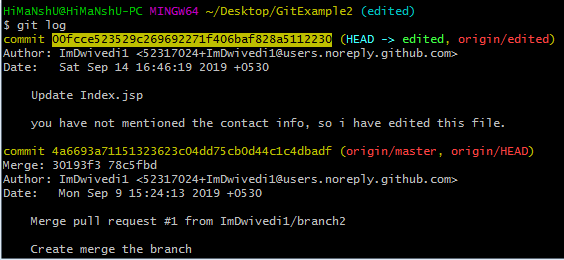 HiMaNshU@HiMaNshU-PC MINGW64 ~/Desktop/GitExample2 (edited)
$ git log
commit 00fcce523529c269692271f406baf828a5112230 (HEAD -> edited, origin/edited)
Author: ImDwivedi1 <52317024+ImDwivedi1@users.noreply.github.com>
Date:   Sat Sep 14 16:46:19 2019 +0530
Update Index.jsp
you have not mentioned the contact info, so i have edited this file.
commit 4a6693a71151323623c04dd75cb0d44c1c4dbadf (origin/master, origin/HEAD)
Merge: 30193f3 78c5fbd
Author: ImDwivedi1 <52317024+ImDwivedi1@users.noreply.github.com>
Date:   Mon Sep 9 15:24:13 2019 +0530
Merge pull request #1 from ImDwivedi1/branch2
Create merge the branch